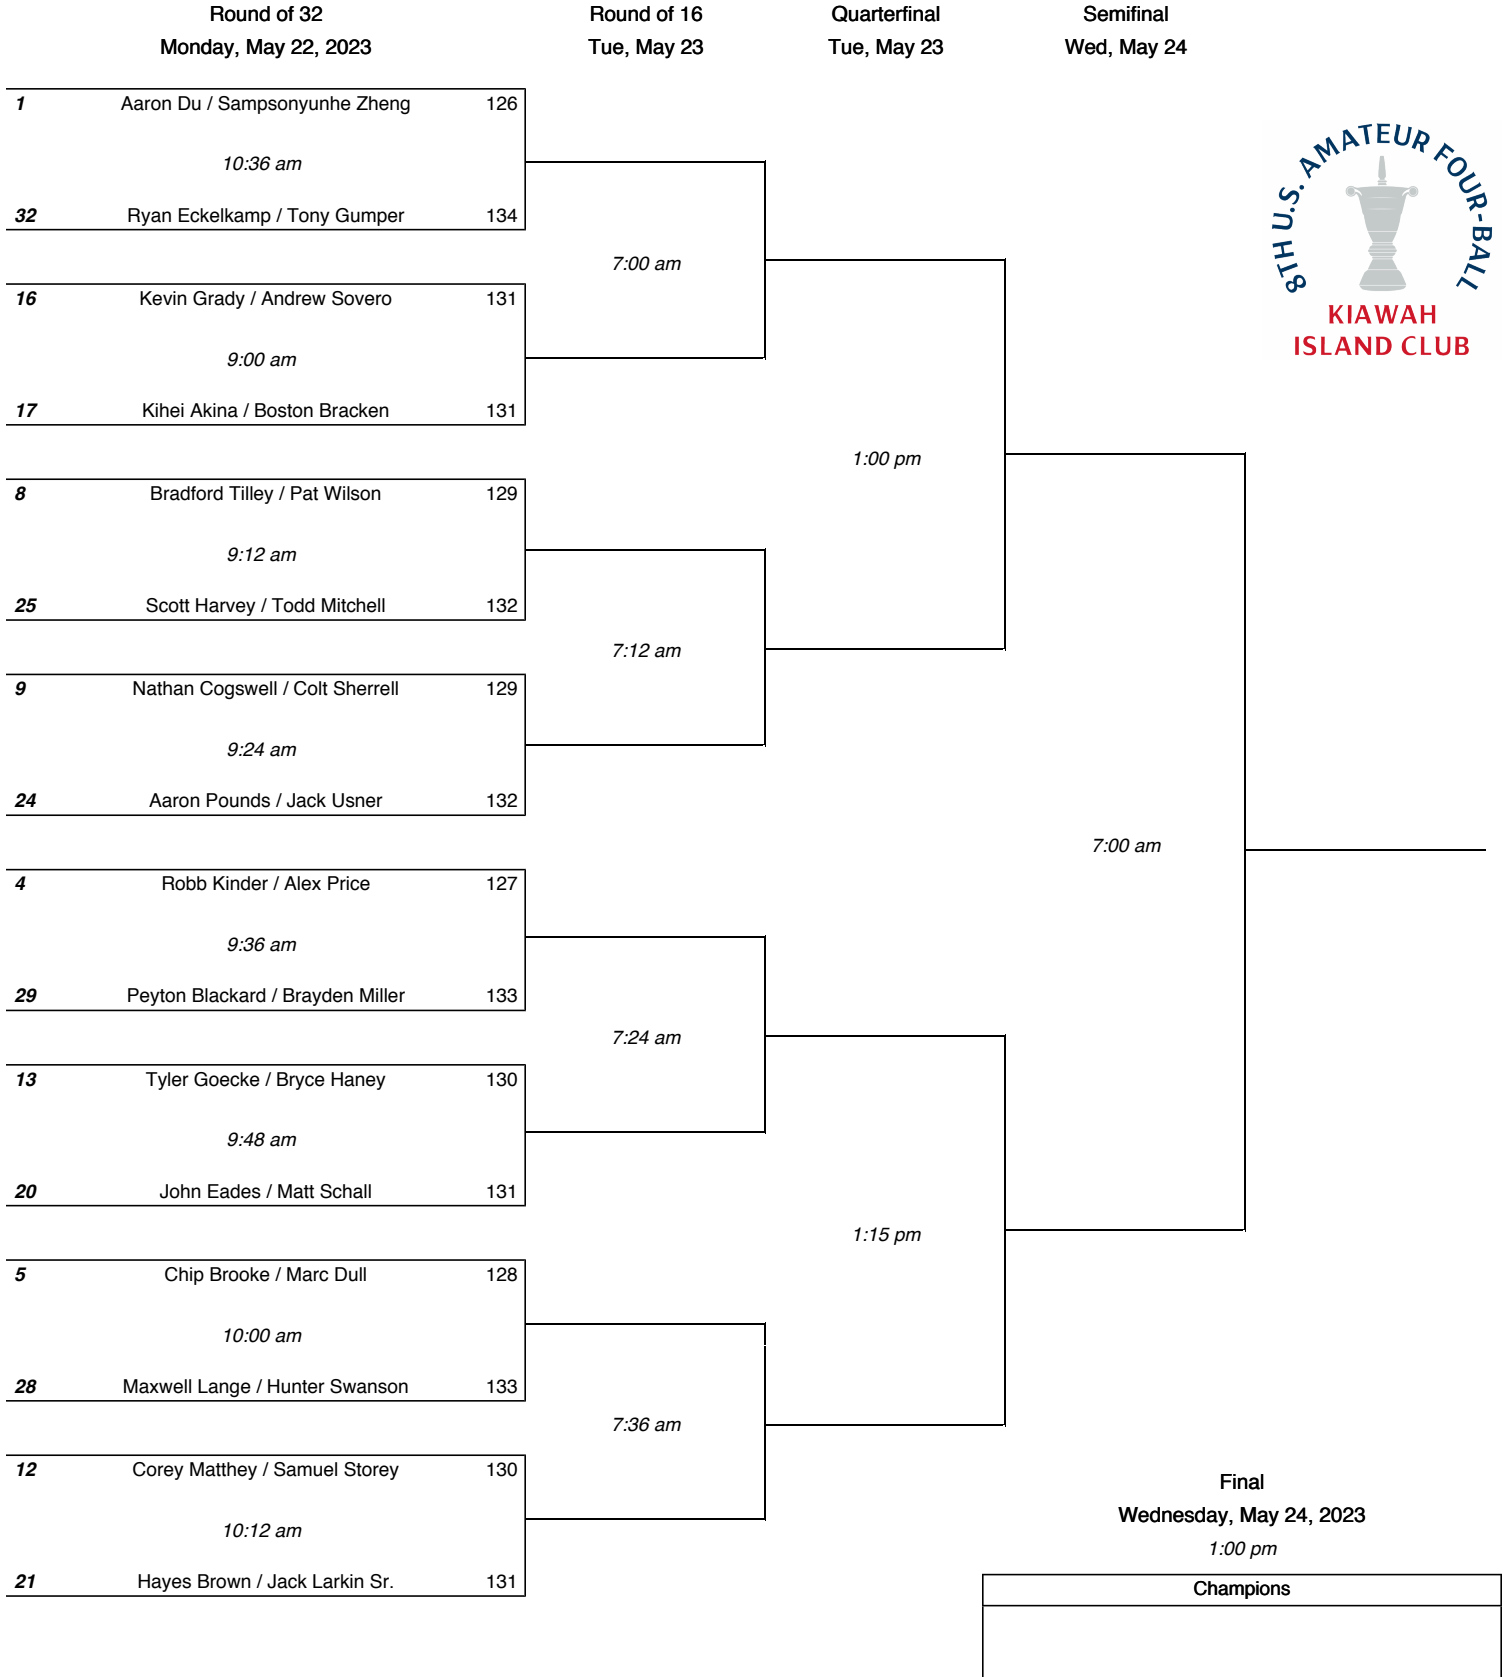 Round of 32 Round of 16 Quarterfinal Semifinal
Monday, May 22, 2023 Tue, May 23 Tue, May 23 Wed, May 24
8TH U.S. AMATEUR FOUR-BALL
KIAWAH
ISLAND CLUB
1 Aaron Du / Sampsonyunhe Zheng 126
10:36 am
32 Ryan Eckelkamp / Tony Gumper 134
7:00 am
16 Kevin Grady / Andrew Sovero 131
9:00 am
17 Kihei Akina / Boston Bracken 131
1:00 pm
8 Bradford Tilley / Pat Wilson 129
9:12 am
25 Scott Harvey / Todd Mitchell 132
7:12 am
9 Nathan Cogswell / Colt Sherrell 129
9:24 am
24 Aaron Pounds / Jack Usner 132
7:00 am
4 Robb Kinder / Alex Price 127
9:36 am
29 Peyton Blackard / Brayden Miller 133
7:24 am
13 Tyler Goecke / Bryce Haney 130
9:48 am
20 John Eades / Matt Schall 131
1:15 pm
5 Chip Brooke / Marc Dull 128
10:00 am
28 Maxwell Lange / Hunter Swanson 133
7:36 am
12 Corey Matthey / Samuel Storey 130
10:12 am
21 Hayes Brown / Jack Larkin Sr. 131
Final
Wednesday, May 24, 2023
1:00 pm
Champions